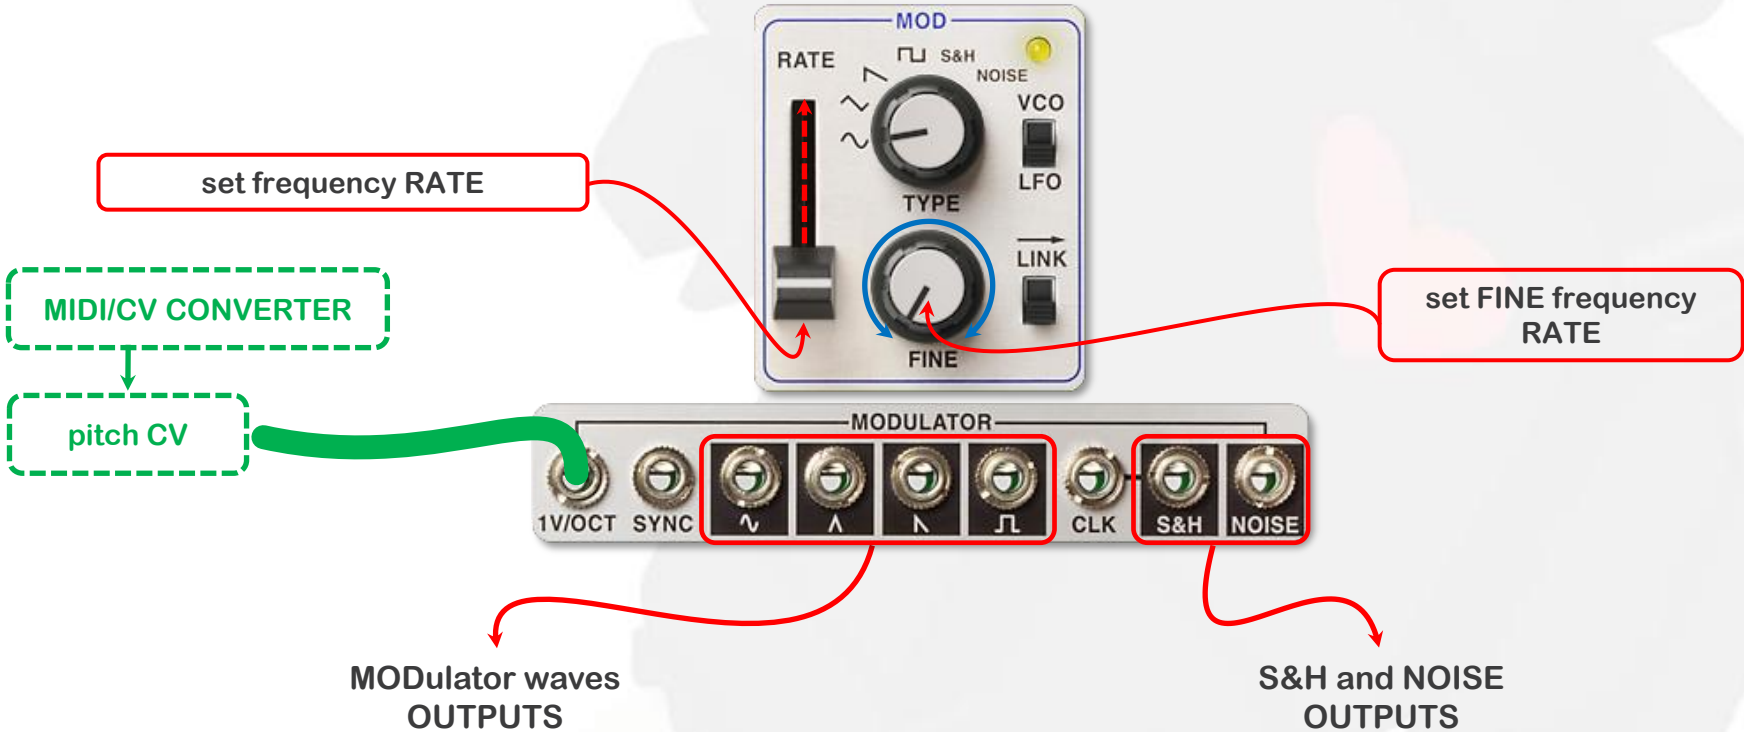 MOD
RATE
S&H
NOISE
VCO
LFO
TYPE
set frequency RATE
LINK
MIDI/CV CONVERTER
set FINE frequency
RATE
FINE
pitch CV
MODULATOR
1V/OCT SYNC CLK S&H NOISE
MODulator waves
OUTPUTS
S&H and NOISE
OUTPUTS